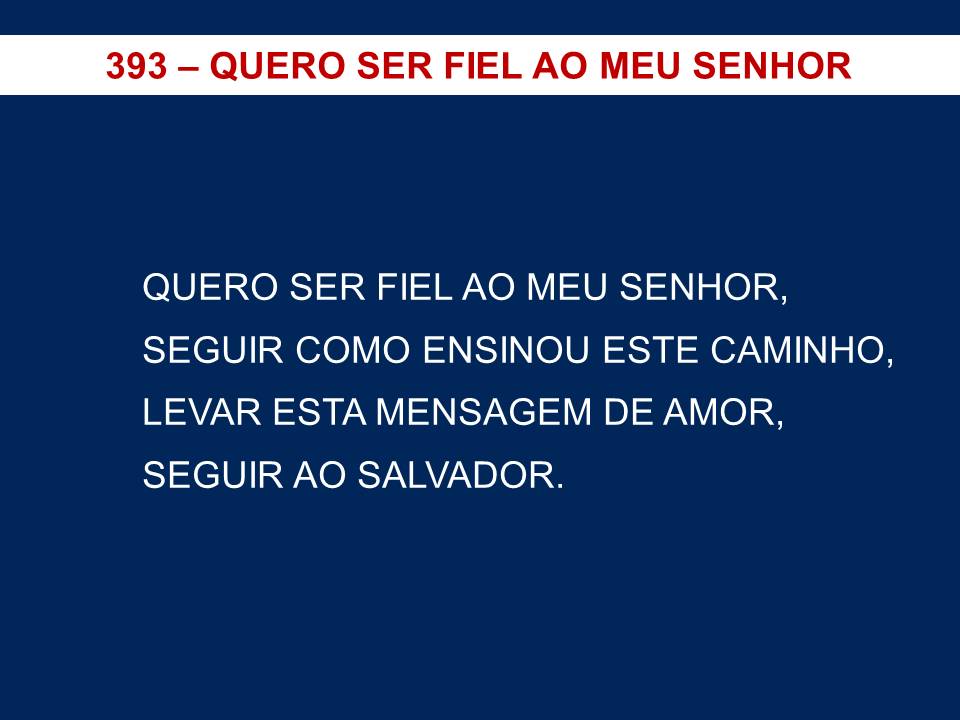 393 – QUERO SER FIEL AO MEU SENHOR
QUERO SER FIEL AO MEU SENHOR,
SEGUIR COMO ENSINOU ESTE CAMINHO,
LEVAR ESTA MENSAGEM DE AMOR,
SEGUIR AO SALVADOR.